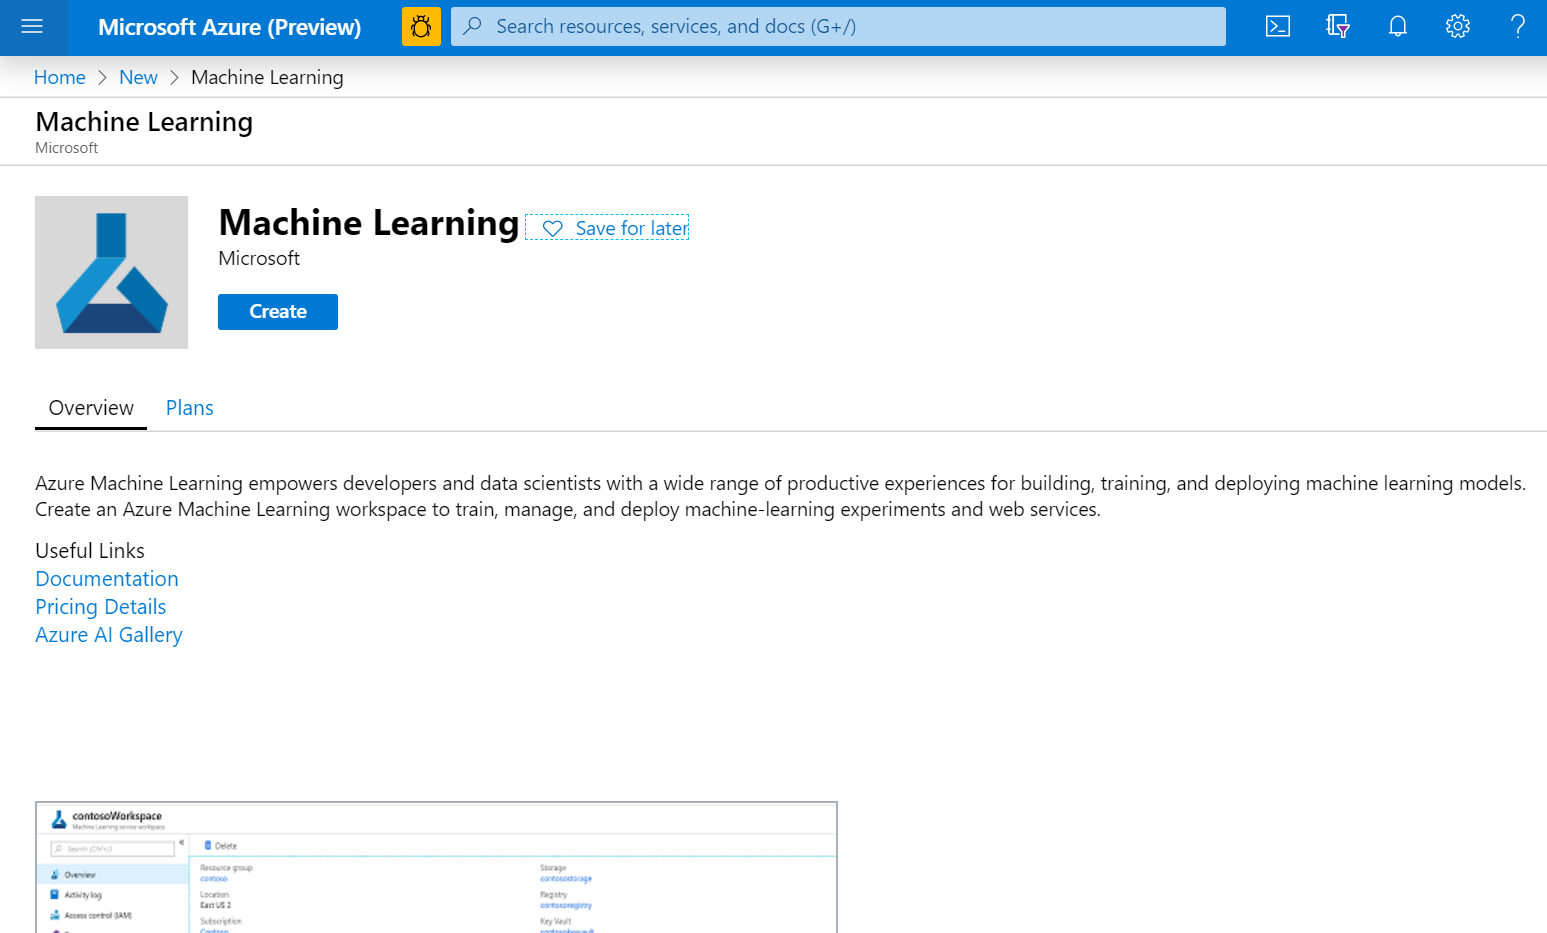 Microsoft Azure (Preview)
Search resources, services, and docs (G+/)
Home > New > Machine Learning
Machine Learning
Microsoft
Machine Learning
Save for later
Microsoft
Create
Overview Plans
Azure Machine Learning empowers developers and data scientists with a wide range of productive experiences for building, training, and deploying machine learning models.
Create an Azure Machine Learning workspace to train, manage, and deploy machine-learning experiments and web services.
Useful Links
Documentation
Pricing Details
Azure AI Gallery
contosoWorkspace
Machine Learning service workspace
Search (Ctrl+/)
Delete
Overview
Activity log
Access control (IAM)
Resource group
contoso
Location
East US 2
Subscription
Contoso
Storage
contosostorage
Registry
contosoregistry
Key Vault